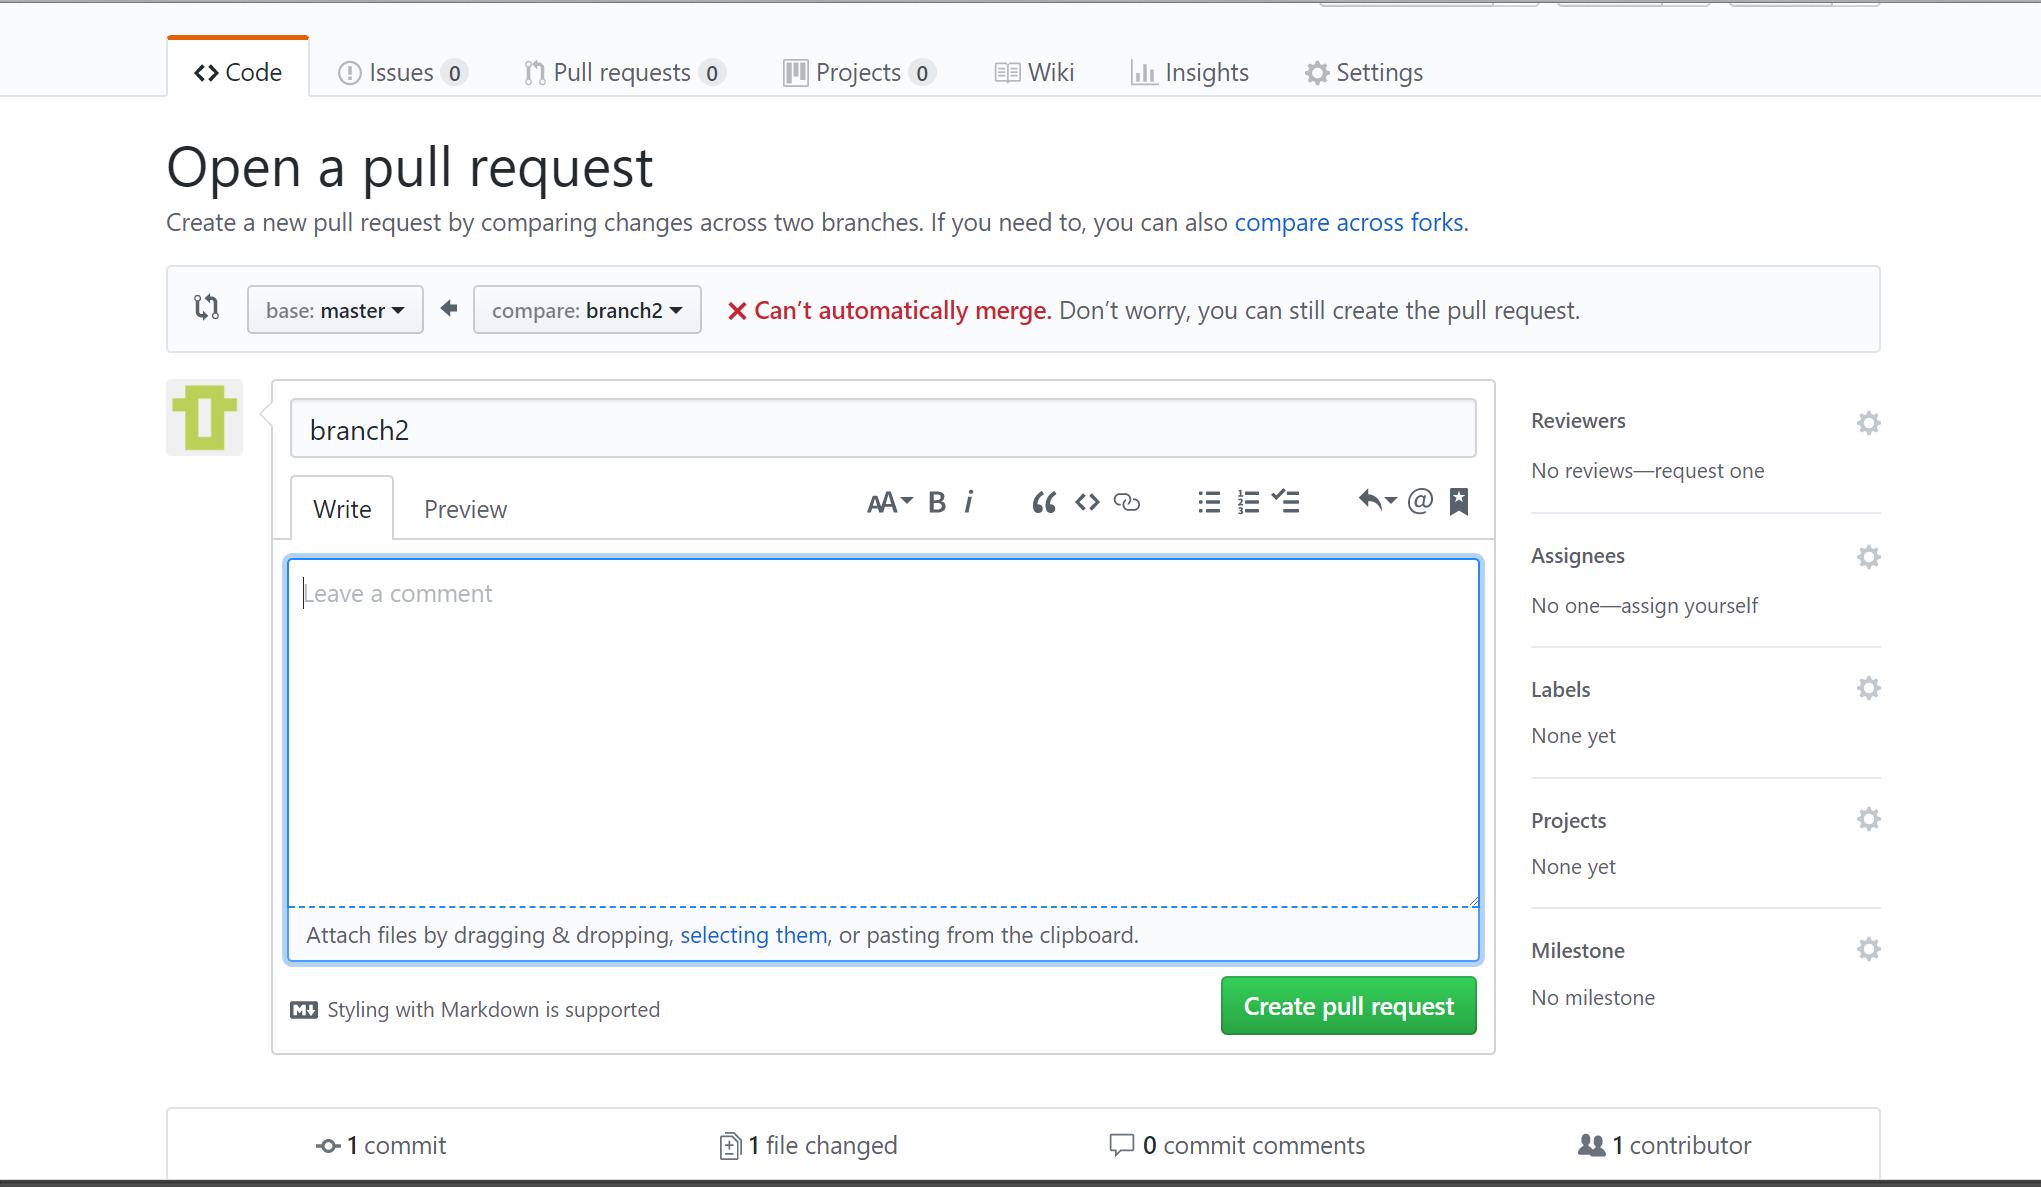 Code Issues 0 Pull requests 0 Projects 0 Wiki Insights Settings
Open a pull request
Create a new pull request by comparing changes across two branches. If you need to, you can also compare across forks.
base: master compare: branch2 Can’t automatically merge. Don’t worry, you can still create the pull request.
branch2
Write Preview
Leave a comment
Attach files by dragging & dropping, selecting them, or pasting from the clipboard.
Styling with Markdown is supported
Create pull request
Reviewers
No reviews—request one
Assignees
No one—assign yourself
Labels
None yet
Projects
None yet
Milestone
No milestone
1 commit 1 file changed 0 commit comments 1 contributor